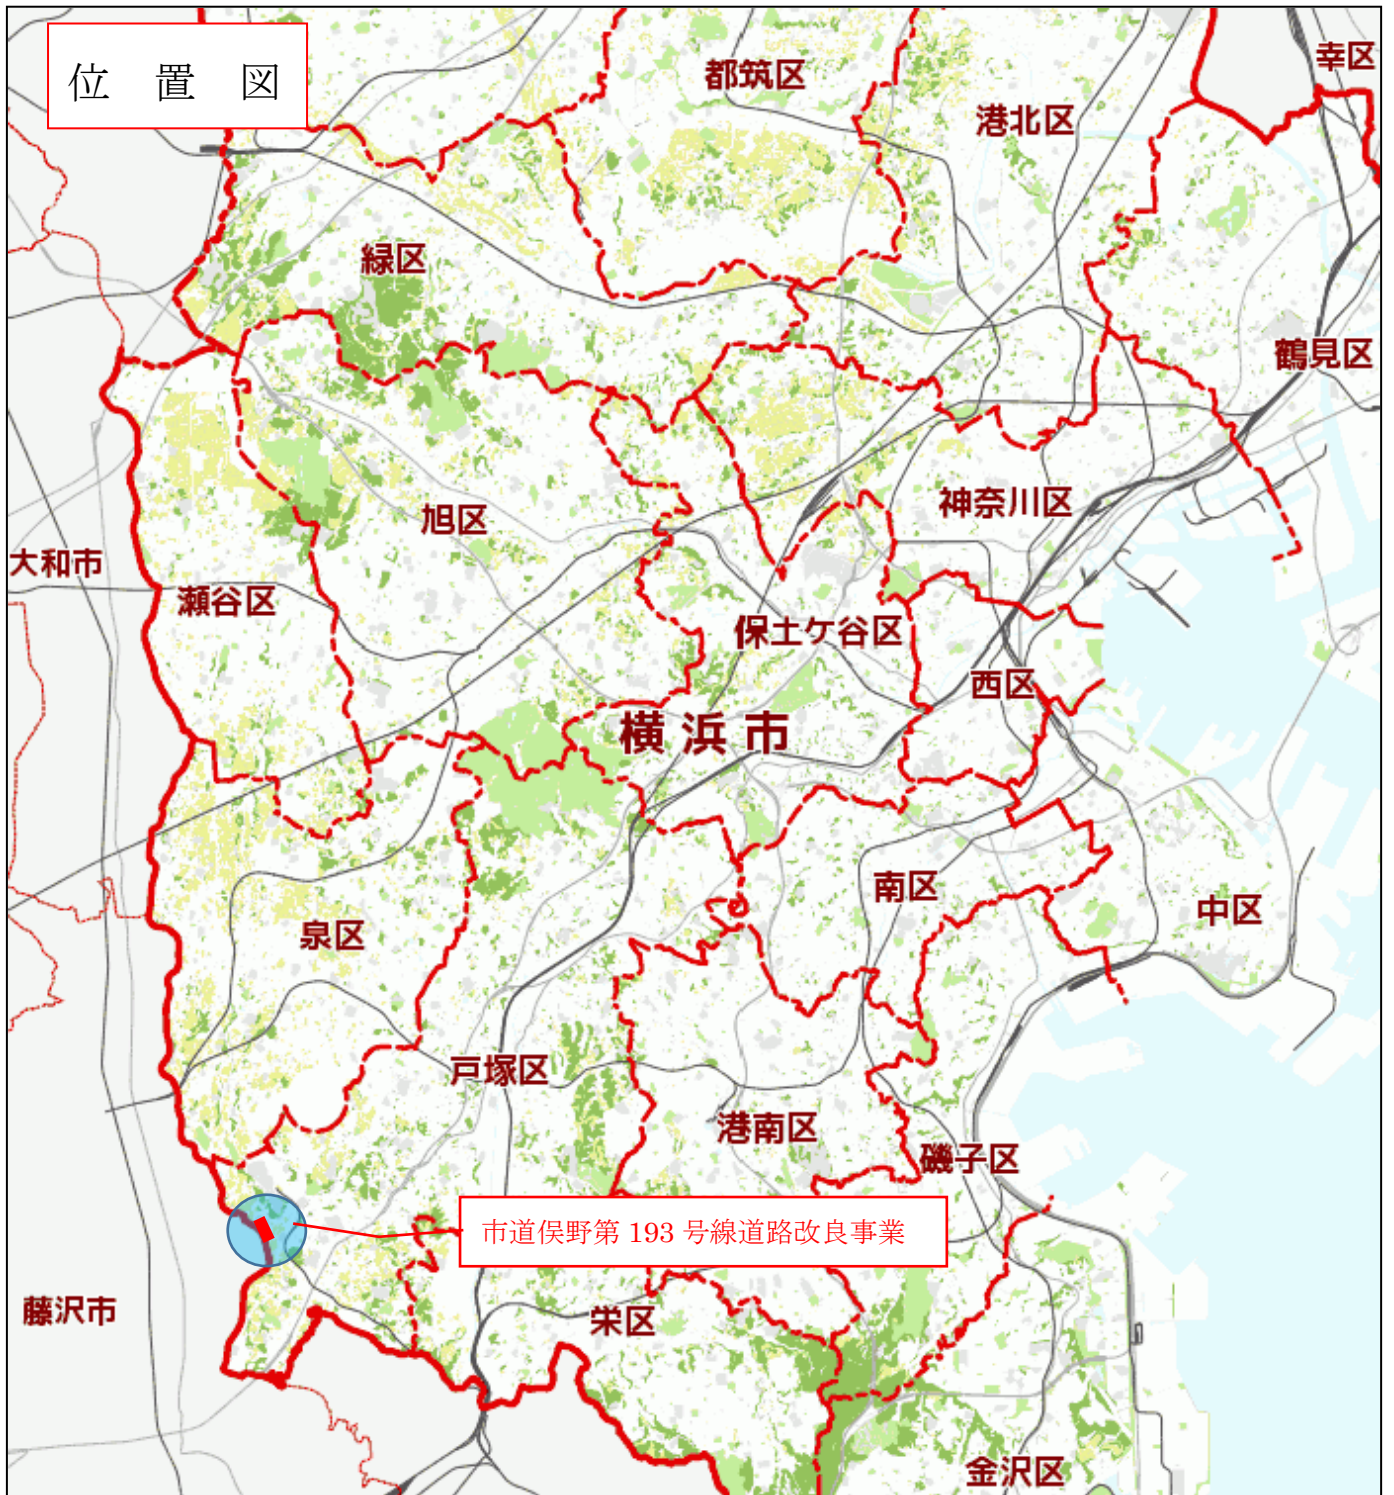 位 置 図
都筑区
幸区
港北区
緑区
鶴見区
旭区
神奈川区
大和市
瀬谷区
保土ケ谷区
西区
横浜市
南区
中区
泉区
戸塚区
港南区
磯子区
市道俣野第 193 号線道路改良事業
藤沢市
栄区
金沢区